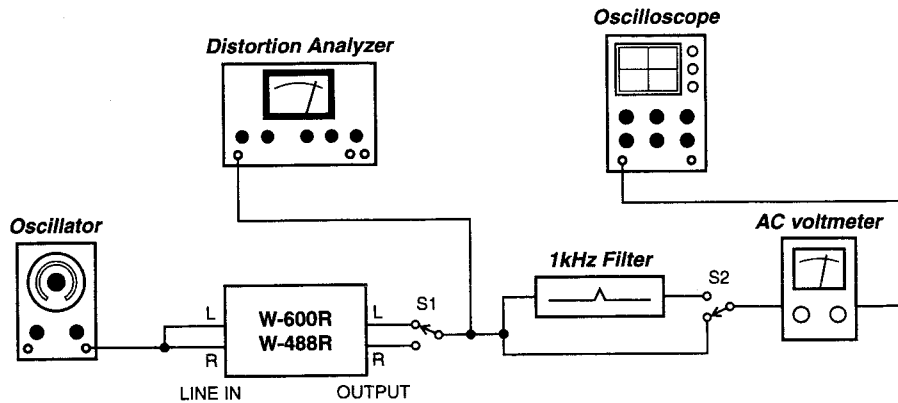 Oscilloscope
Distortion Analyzer
Oscillator
AC voltmeter
1kHz Filter
S2
S1
L
W-600R
L
R
W-488R
R
LINE IN
OUTPUT